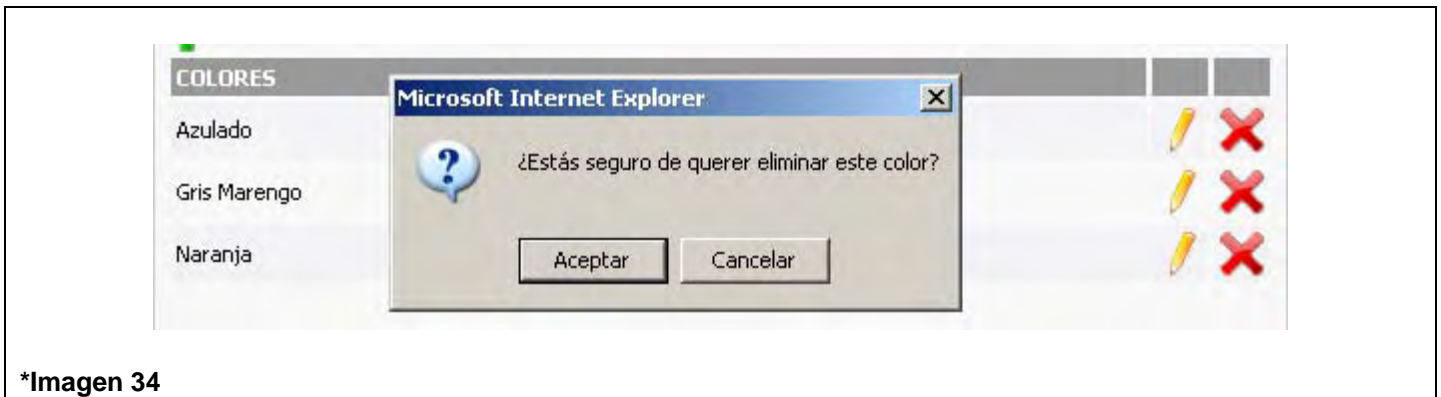 COLORES
Microsoft Internet Explorer
Azulado
¿Estás seguro de querer eliminar este color?
Gris Marengo
Naranja
Aceptar Cancelar
*Imagen 34